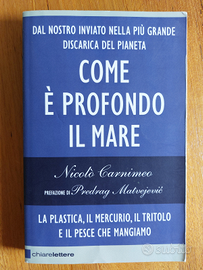 DAL NOSTRO INVIATO NELLA PIÙ GRANDE
DISCARICA DEL PIANETA
COME
È PROFONDO
IL MARE
Nicolò Carnimeo
PREFAZIONE DI Predrag Matvejević
LA PLASTICA, IL MERCURIO, IL TRITOLO
E IL PESCE CHE MANGIAMO
chiarelettere